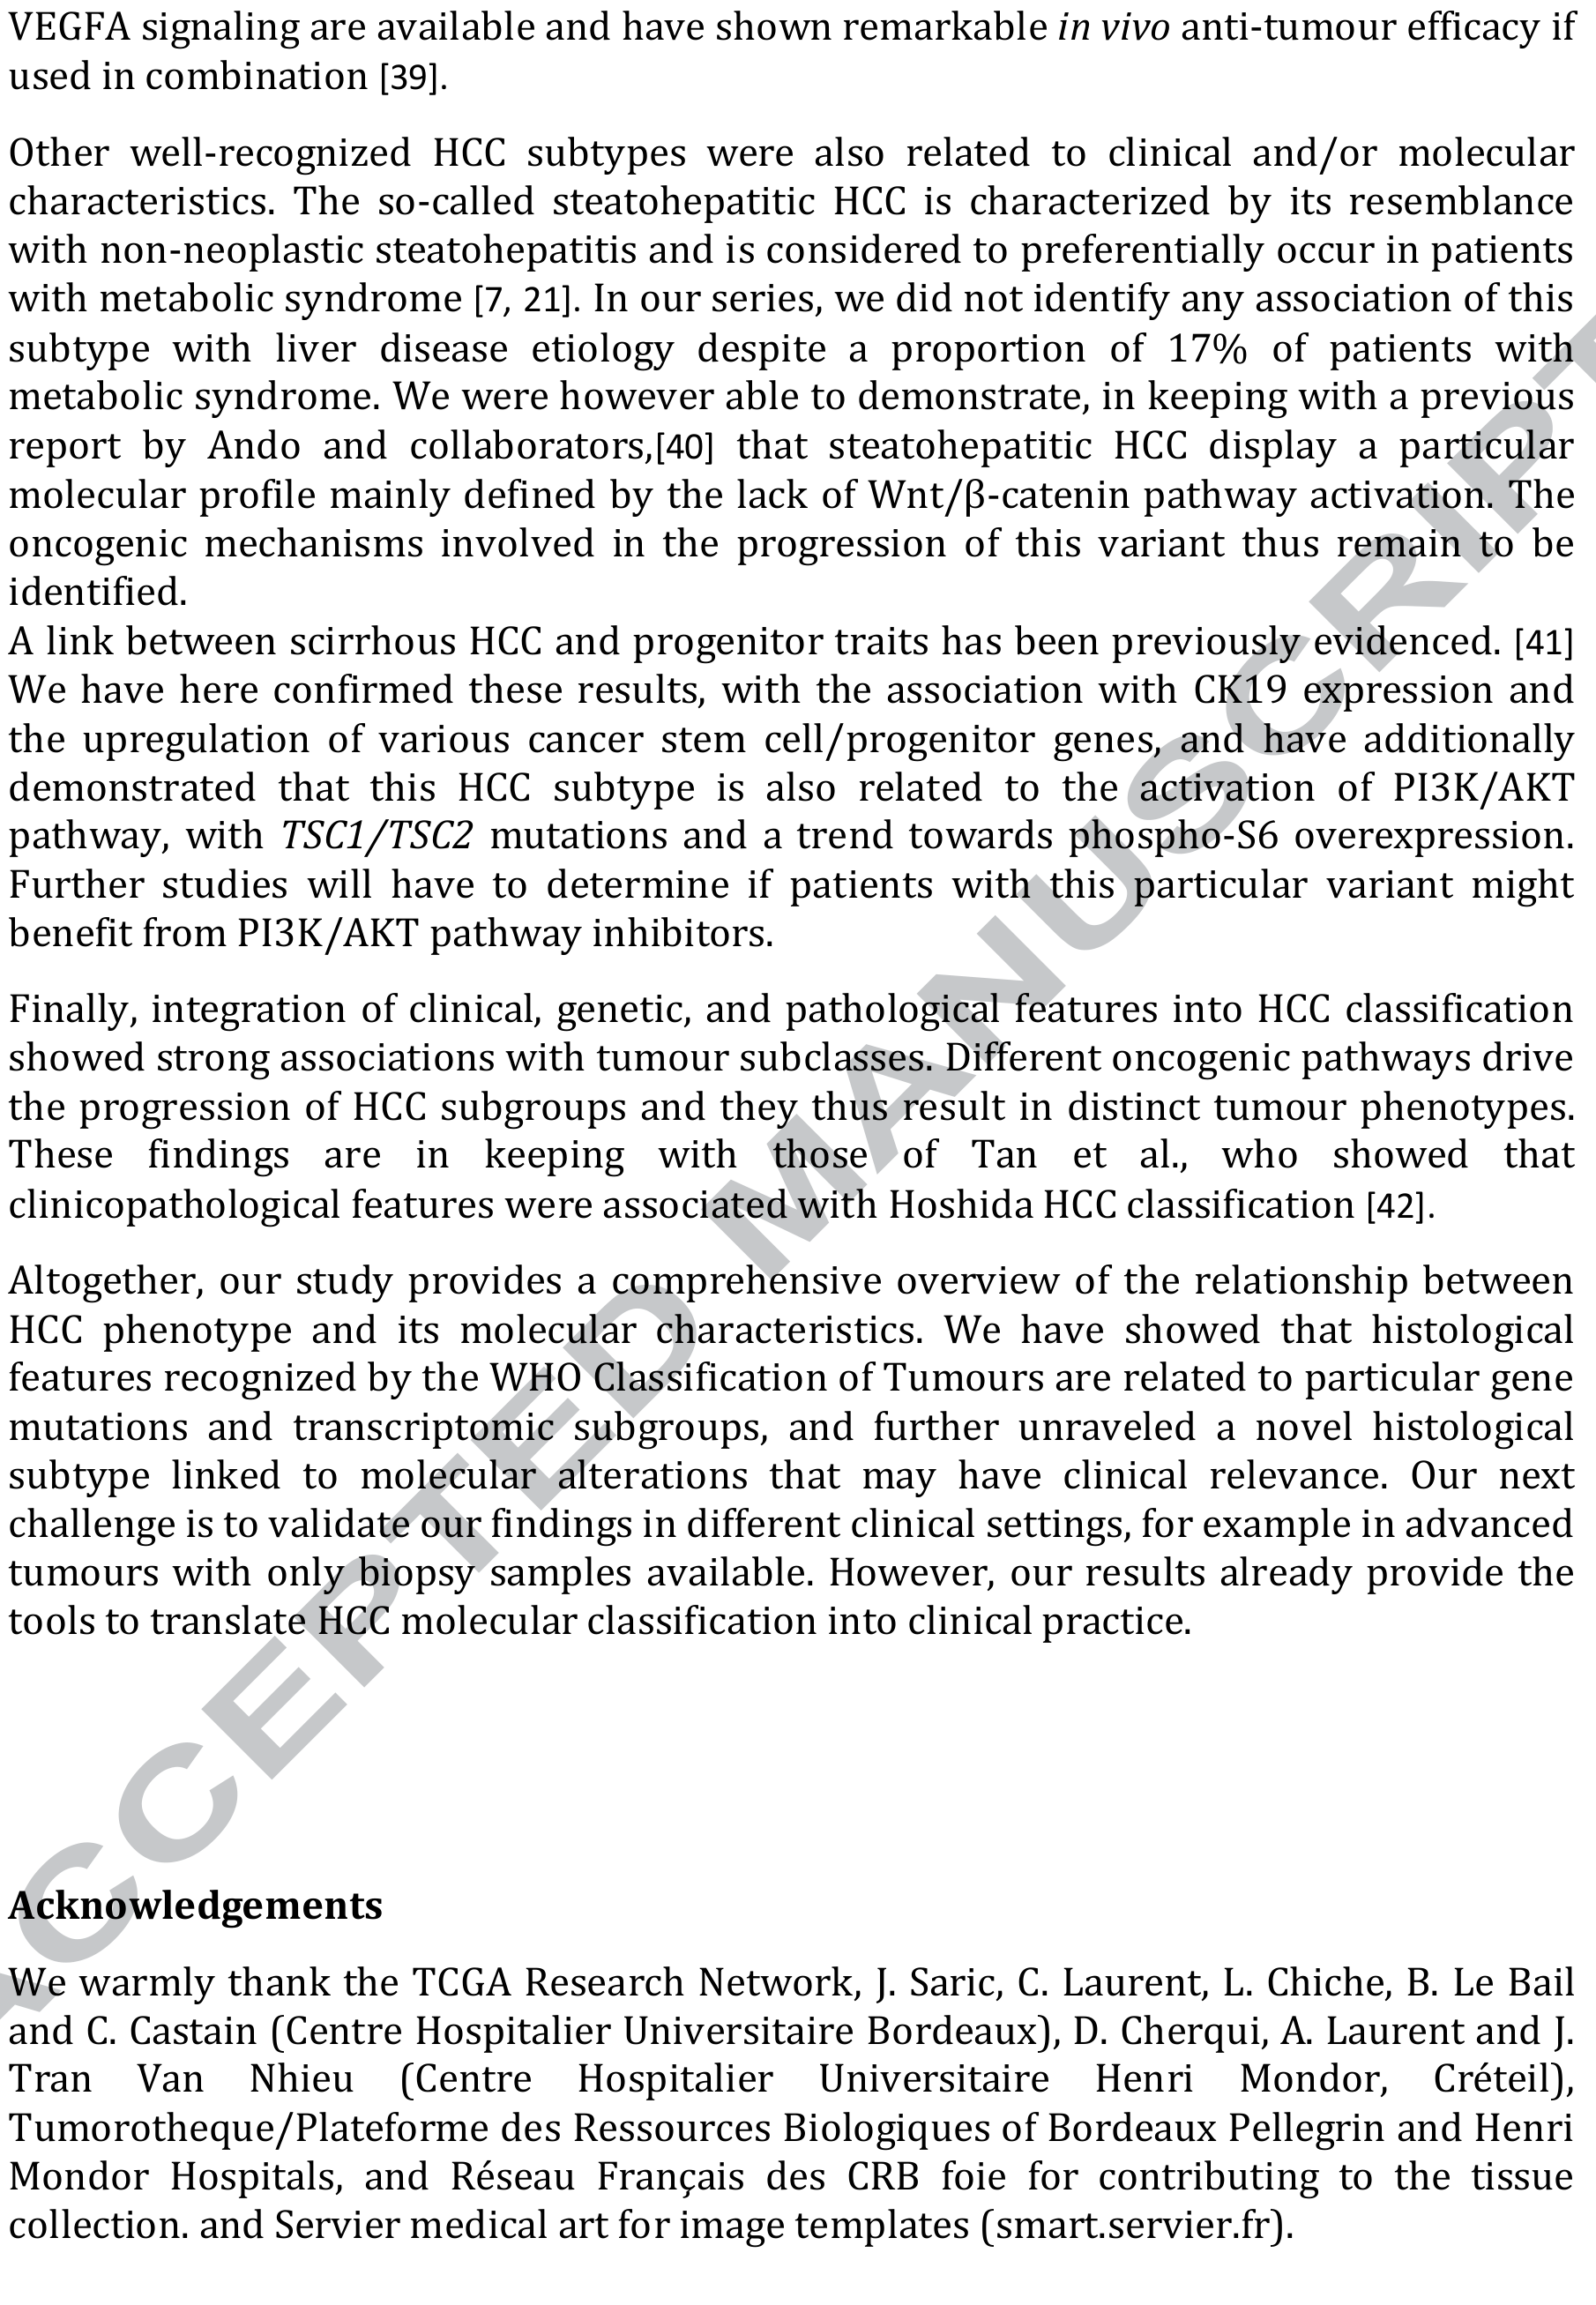 VEGFA signaling are available and have shown remarkable in vivo anti-tumour efficacy if
used in combination [39].
Other well-recognized HCC subtypes were also related to clinical and/or molecular
characteristics. The so-called steatohepatitic HCC is characterized by its resemblance
with non-neoplastic steatohepatitis and is considered to preferentially occur in patients
with metabolic syndrome [7, 21]. In our series, we did not identify any association of this
subtype with liver disease etiology despite a proportion of 17% of patients with
metabolic syndrome. We were however able to demonstrate, in keeping with a previous
report by Ando and collaborators,[40] that steatohepatitic HCC display a particular
molecular profile mainly defined by the lack of Wnt/β-catenin pathway activation. The
oncogenic mechanisms involved in the progression of this variant thus remain to be
identified.
A link between scirrhous HCC and progenitor traits has been previously evidenced. [41]
We have here confirmed these results, with the association with CK19 expression and
the upregulation of various cancer stem cell/progenitor genes, and have additionally
demonstrated that this HCC subtype is also related to the activation of PI3K/AKT
pathway, with TSC1/TSC2 mutations and a trend towards phospho-S6 overexpression.
Further studies will have to determine if patients with this particular variant might
benefit from PI3K/AKT pathway inhibitors.
Finally, integration of clinical, genetic, and pathological features into HCC classification
showed strong associations with tumour subclasses. Different oncogenic pathways drive
the progression of HCC subgroups and they thus result in distinct tumour phenotypes.
These findings are in keeping with those of Tan et al., who showed that
clinicopathological features were associated with Hoshida HCC classification [42].
Altogether, our study provides a comprehensive overview of the relationship between
HCC phenotype and its molecular characteristics. We have showed that histological
features recognized by the WHO Classification of Tumours are related to particular gene
mutations and transcriptomic subgroups, and further unraveled a novel histological
subtype linked to molecular alterations that may have clinical relevance. Our next
challenge is to validate our findings in different clinical settings, for example in advanced
tumours with only biopsy samples available. However, our results already provide the
tools to translate HCC molecular classification into clinical practice.
Acknowledgements
We warmly thank the TCGA Research Network, J. Saric, C. Laurent, L. Chiche, B. Le Bail
and C. Castain (Centre Hospitalier Universitaire Bordeaux), D. Cherqui, A. Laurent and J.
Tran Van Nhieu (Centre Hospitalier Universitaire Henri Mondor, Créteil),
Tumorotheque/Plateforme des Ressources Biologiques of Bordeaux Pellegrin and Henri
Mondor Hospitals, and Réseau Français des CRB foie for contributing to the tissue
collection. and Servier medical art for image templates (smart.servier.fr).
ACCEPTED MANUSCRIPT